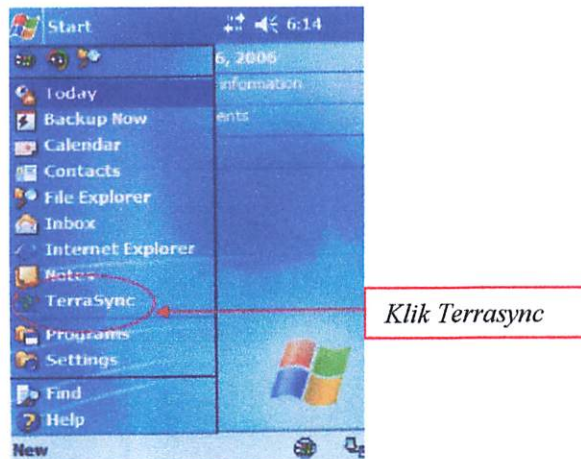 Start 6:14
6, 2006
Today
information
Backup Now
ents
Calendar
Contacts
File Explorer
Inbox
Internet Explorer
Notes
TerraSync
Klik Terrasync
Programs
Settings
Find
Help
New